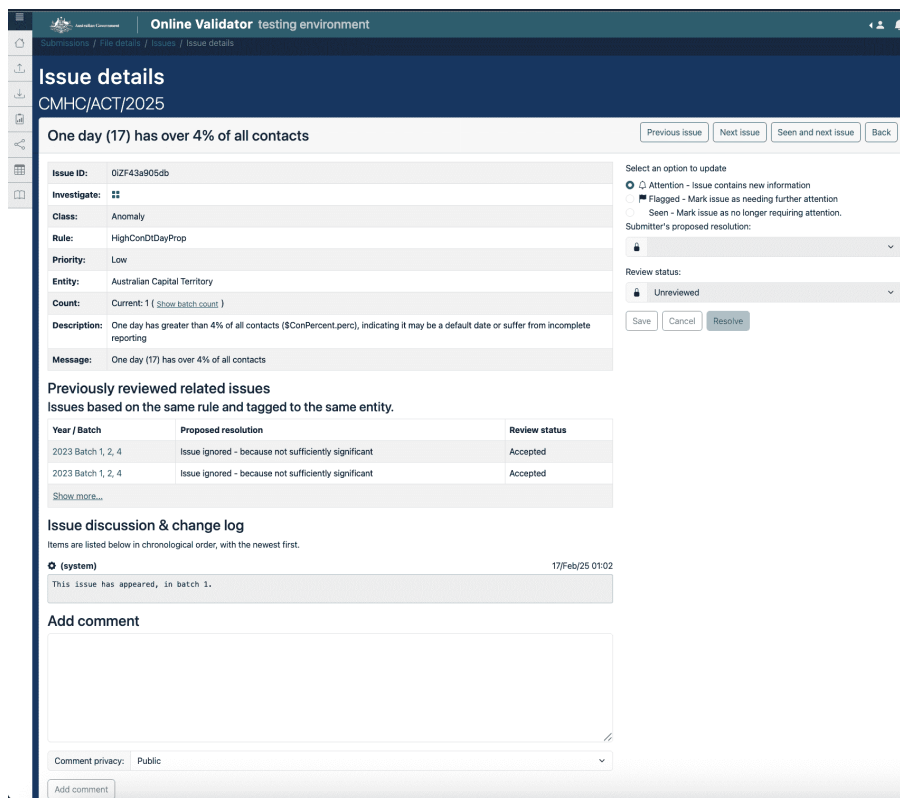 Australian Government
Online Validator testing environment
Submissions / File details / Issues / Issue details
Issue details
CMHC/ACT/2025
One day (17) has over 4% of all contacts
Previous issue
Next issue
Seen and next issue
Back
Issue ID: 0iZF43a905db
Investigate:
Class: Anomaly
Rule: HighConDtDayProp
Priority: Low
Entity: Australian Capital Territory
Count: Current: 1 ( Show batch count )
Description: One day has greater than 4% of all contacts ($ConPercent.perc), indicating it may be a default date or suffer from incomplete
reporting
Message: One day (17) has over 4% of all contacts
Select an option to update
Attention - Issue contains new information
Flagged - Mark issue as needing further attention
Seen - Mark issue as no longer requiring attention.
Submitter's proposed resolution:
Review status:
Unreviewed
Save
Cancel
Resolve
Previously reviewed related issues
Issues based on the same rule and tagged to the same entity.
Year / Batch Proposed resolution Review status
2023 Batch 1, 2, 4 Issue ignored - because not sufficiently significant Accepted
2023 Batch 1, 2, 4 Issue ignored - because not sufficiently significant Accepted
Show more...
Issue discussion & change log
Items are listed below in chronological order, with the newest first.
(system) 17/Feb/25 01:02
This issue has appeared, in batch 1.
Add comment
Comment privacy: Public
Add comment